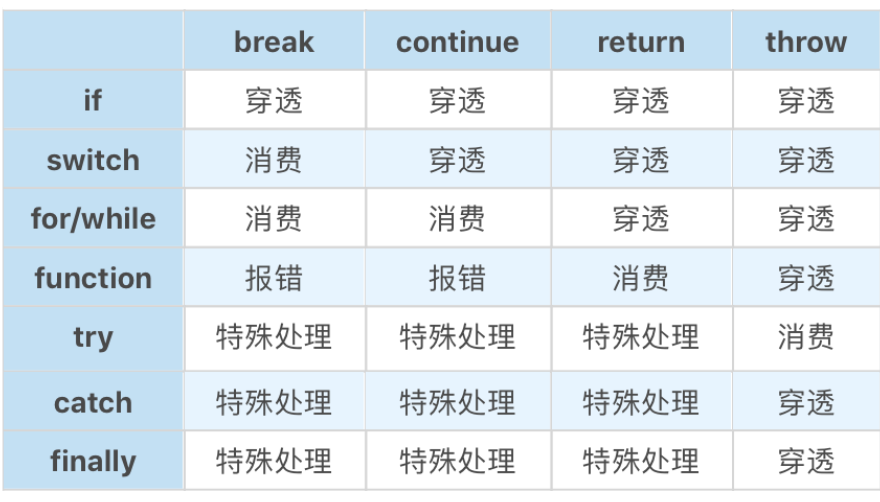 break continue return throw
if 穿透 穿透 穿透 穿透
switch 消费 穿透 穿透 穿透
for/while 消费 消费 穿透 穿透
function 报错 报错 消费 穿透
try 特殊处理 特殊处理 特殊处理 消费
catch 特殊处理 特殊处理 特殊处理 穿透
finally 特殊处理 特殊处理 特殊处理 穿透